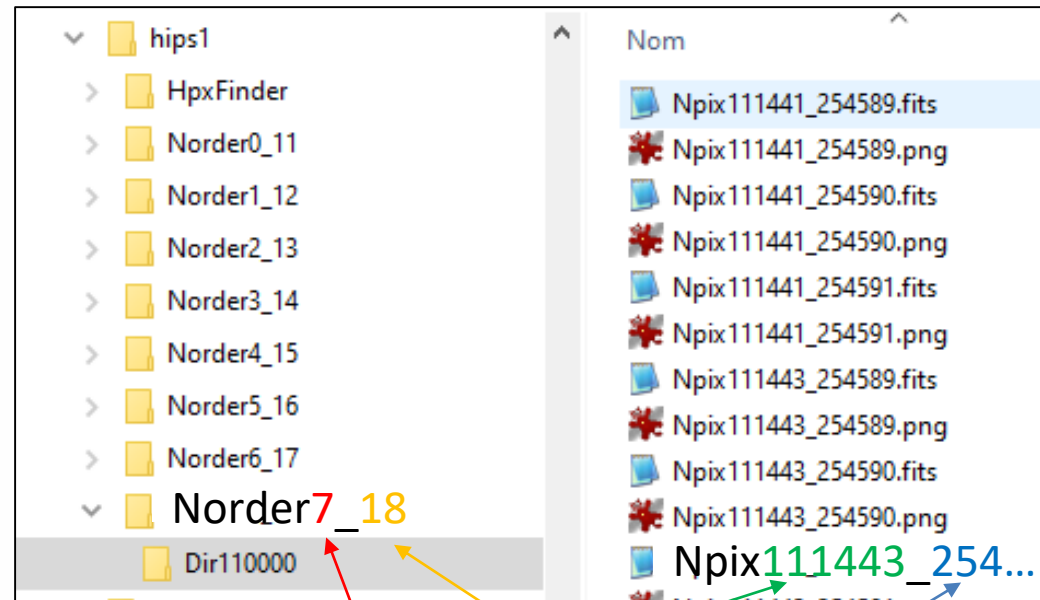 hips1
HpxFinder
Norder0_11
Norder1_12
Norder2_13
Norder3_14
Norder4_15
Norder5_16
Norder6_17
Norder7_18
Dir110000
Nom
Npix111441_254589.fits
Npix111441_254589.png
Npix111441_254590.fits
Npix111441_254590.png
Npix111441_254591.fits
Npix111441_254591.png
Npix111443_254589.fits
Npix111443_254589.png
Npix111443_254590.fits
Npix111443_254590.png
Npix111443_254...